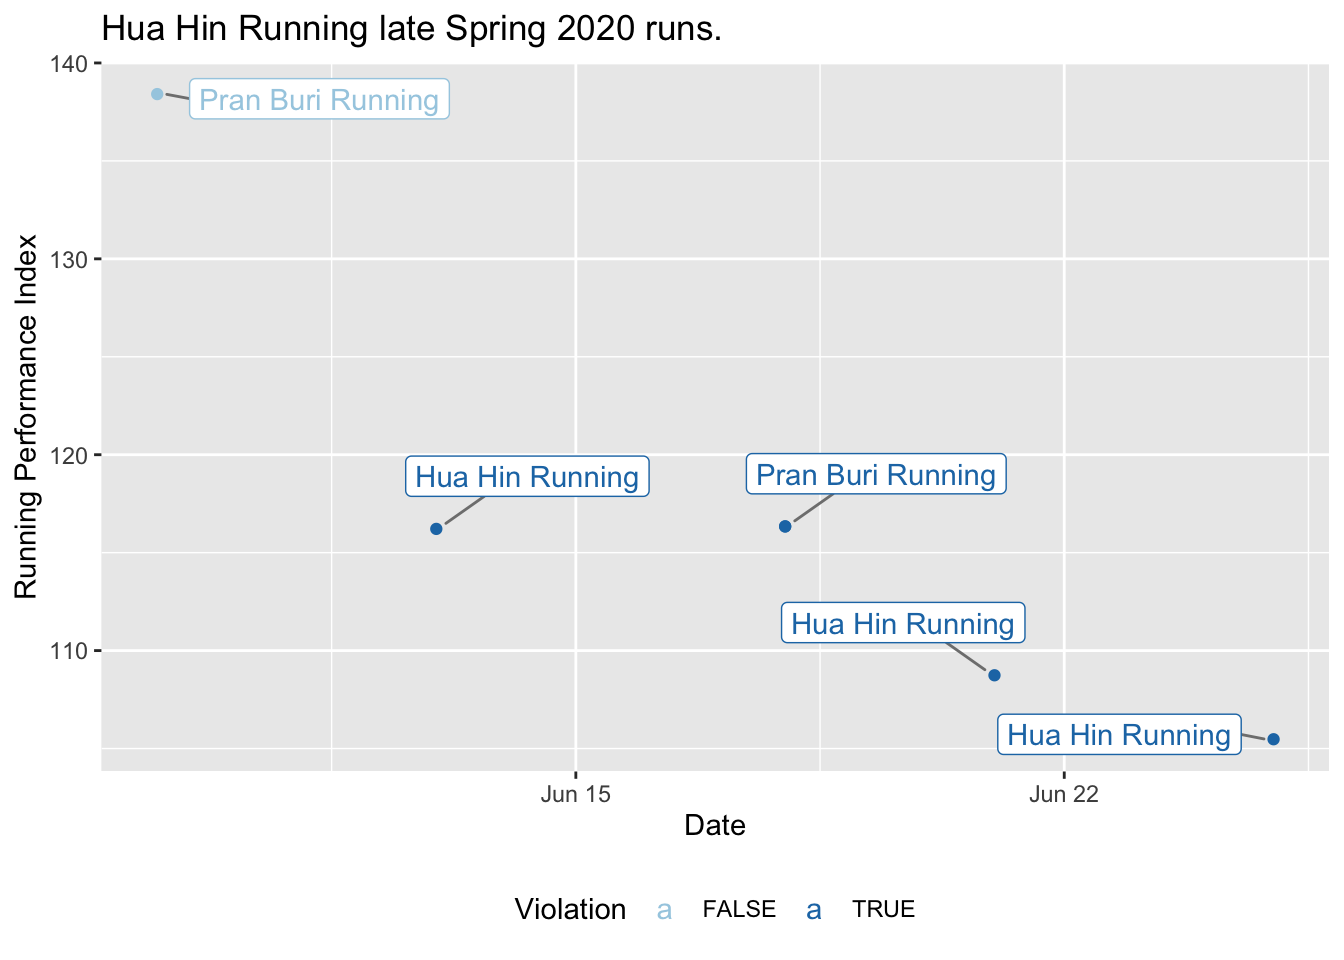 Hua Hin Running late Spring 2020 runs.
140
Pran Buri Running
130
Running Performance Index
120
Hua Hin Running
Pran Buri Running
Hua Hin Running
110
Hua Hin Running
Jun 15
Jun 22
Date
Violation a FALSE a TRUE